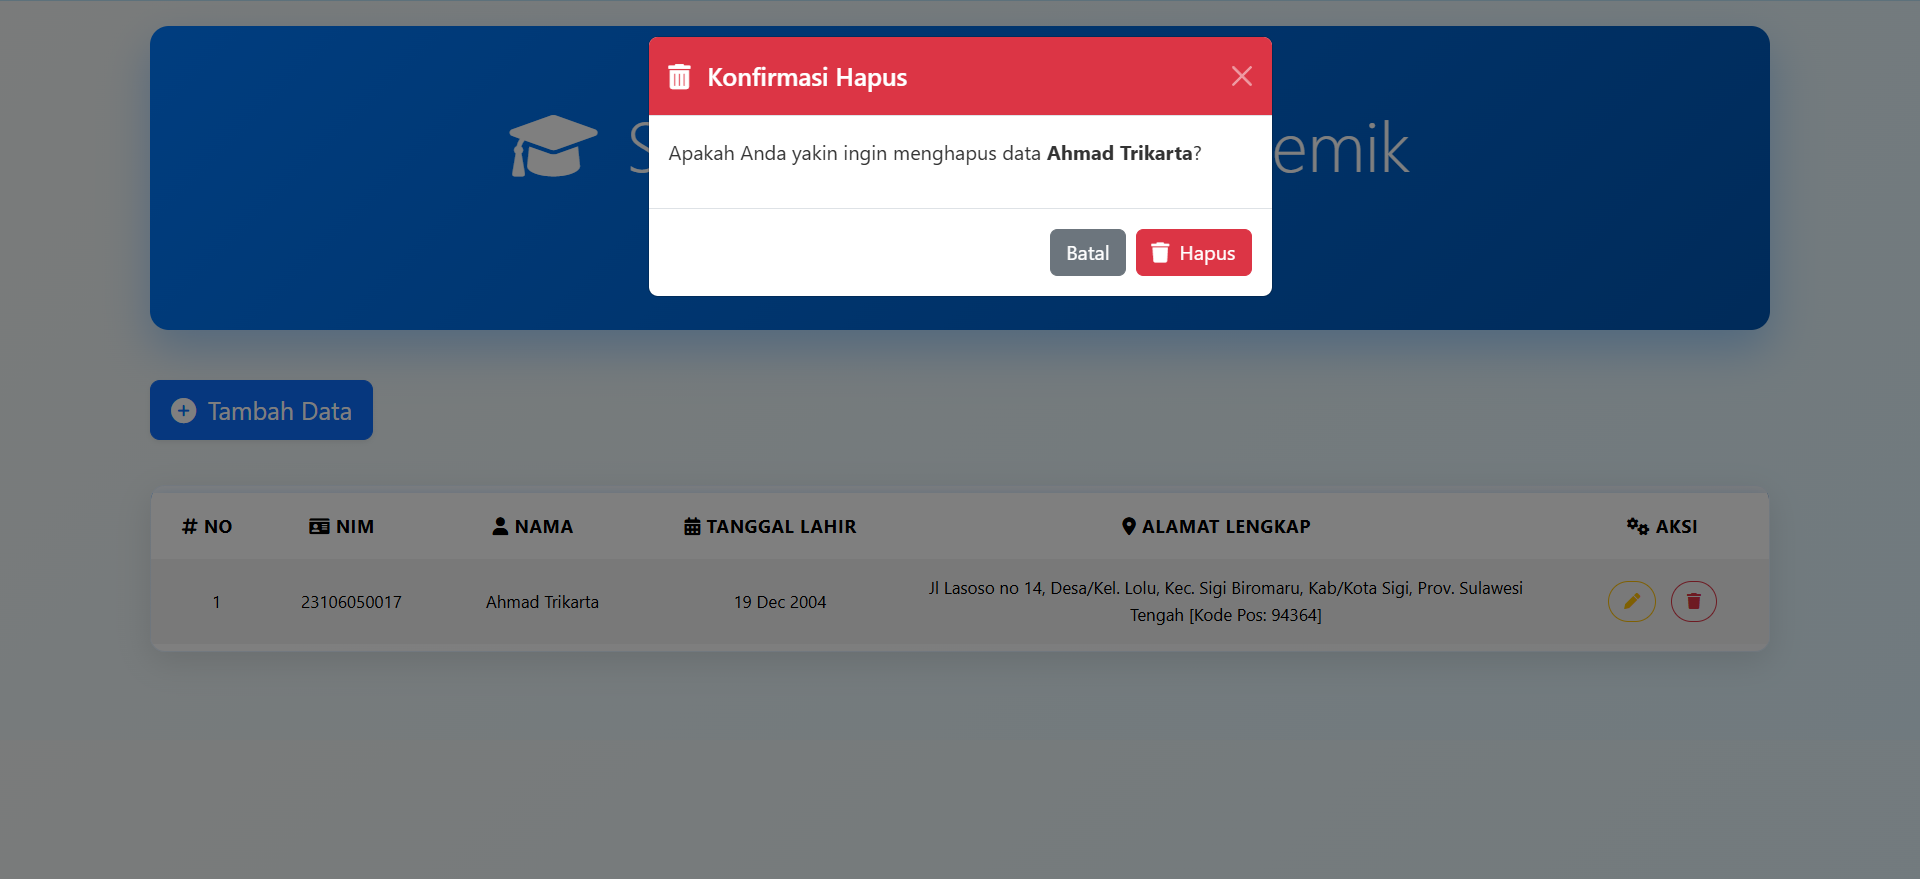 Konfirmasi Hapus
Apakah Anda yakin ingin menghapus data Ahmad Trikarta?
Batal
Hapus
Tambah Data
NO NIM NAMA TANGGAL LAHIR ALAMAT LENGKAP AKSI
1 23106050017 Ahmad Trikarta 19 Dec 2004 Jl Lasoso no 14, Desa/Kel. Lolu, Kec. Sigi Biromaru, Kab/Kota Sigi, Prov. Sulawesi
Tengah [Kode Pos: 94364]